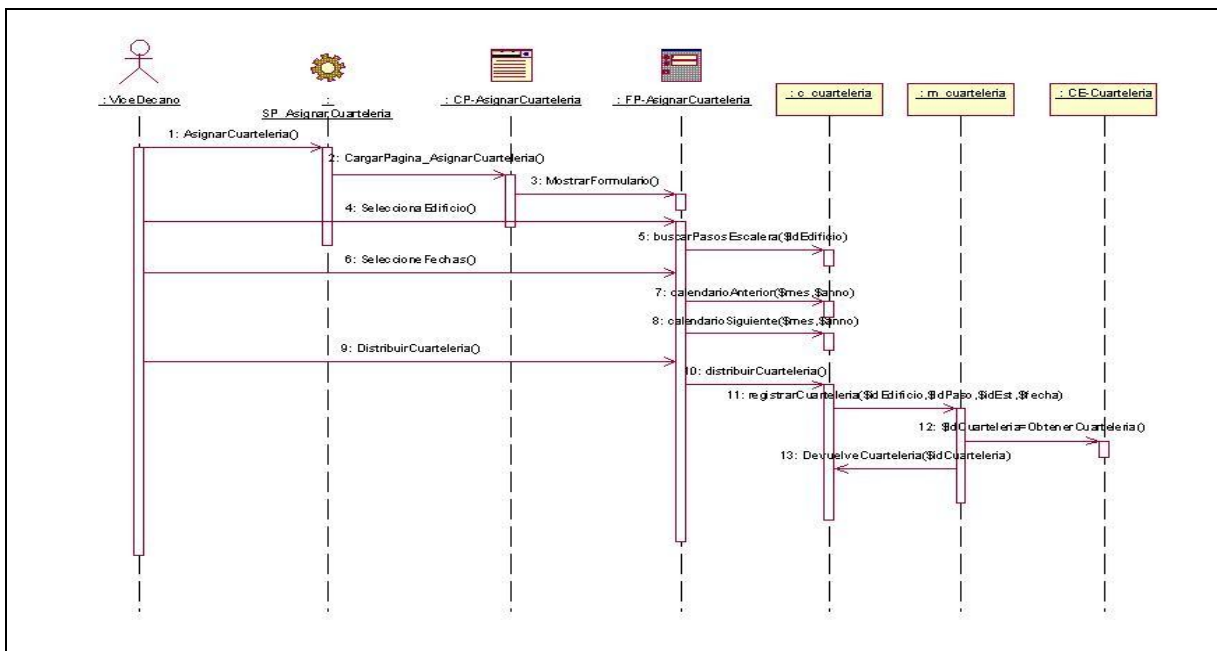 : ViceDecano
:
SP_AsignarCuarteleria
: CP-AsignarCuarteleria
: FP-AsignarCuarteleria
: c_cuarteleria
: m_cuarteleria
: CE-Cuarteleria
1: AsignarCuarteleria()
2: CargarPagina_AsignarCuarteleria()
3: MostrarFormulario()
4: SeleccionaEdificio()
5: buscarPasosEscalera($idEdificio)
6: SeleccioneFechas()
7: calendarioAnterior($mes,$anno)
8: calendarioSiguiente($mes,$anno)
9: DistribuirCuarteleria()
10: distribuirCuarteleria()
11: registrarCuarteleria($idEdificio,$idPaso,$idEst,$fecha)
12: $idCuarteleria=ObtenerCuarteleria()
13: DevuelveCuarteleria($idCuarteleria)